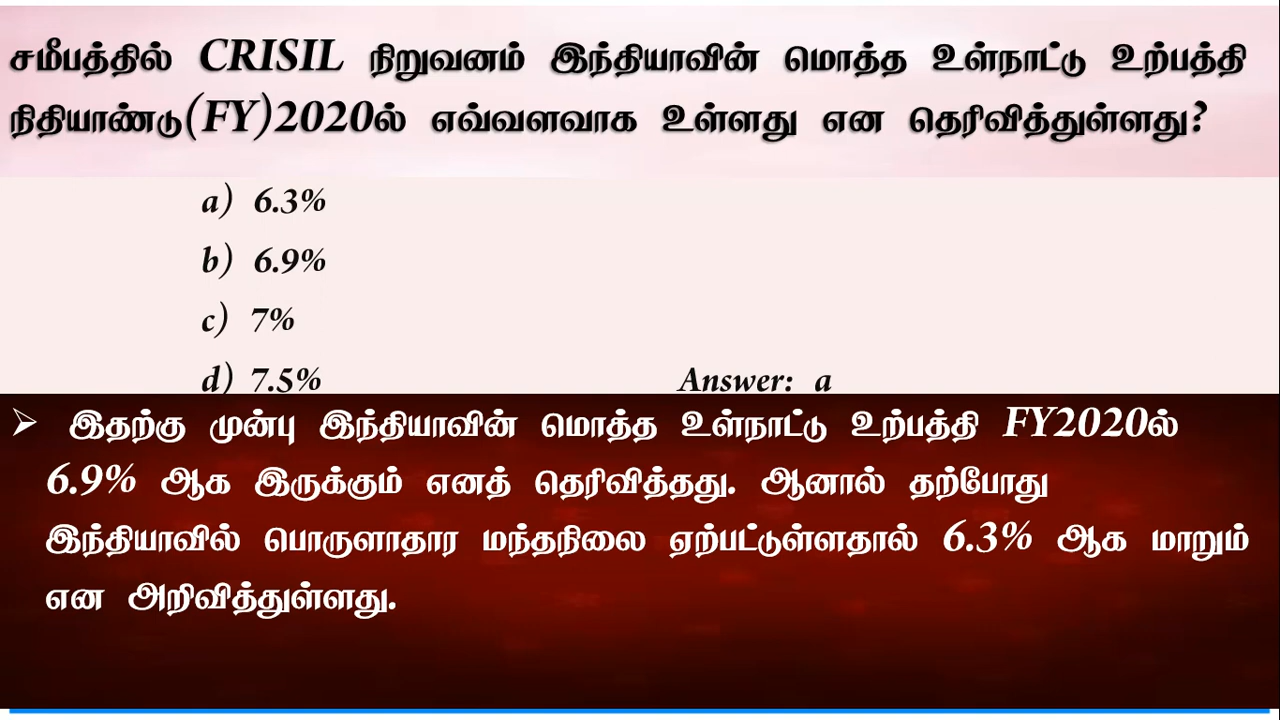 சமீபத்தில் CRISIL நிறுவனம் இந்தியாவின் மொத்த உள்நாட்டு உற்பத்தி
நிதியாண்டு(FY)2020ல் எவ்வளவாக உள்ளது என தெரிவித்துள்ளது?
a) 6.3%
b) 6.9%
c) 7%
d) 7.5% Answer: a
➢ இதற்கு முன்பு இந்தியாவின் மொத்த உள்நாட்டு உற்பத்தி FY2020ல்
6.9% ஆக இருக்கும் எனத் தெரிவித்தது. ஆனால் தற்போது
இந்தியாவில் பொருளாதார மந்தநிலை ஏற்பட்டுள்ளதால் 6.3% ஆக மாறும்
என அறிவித்துள்ளது.